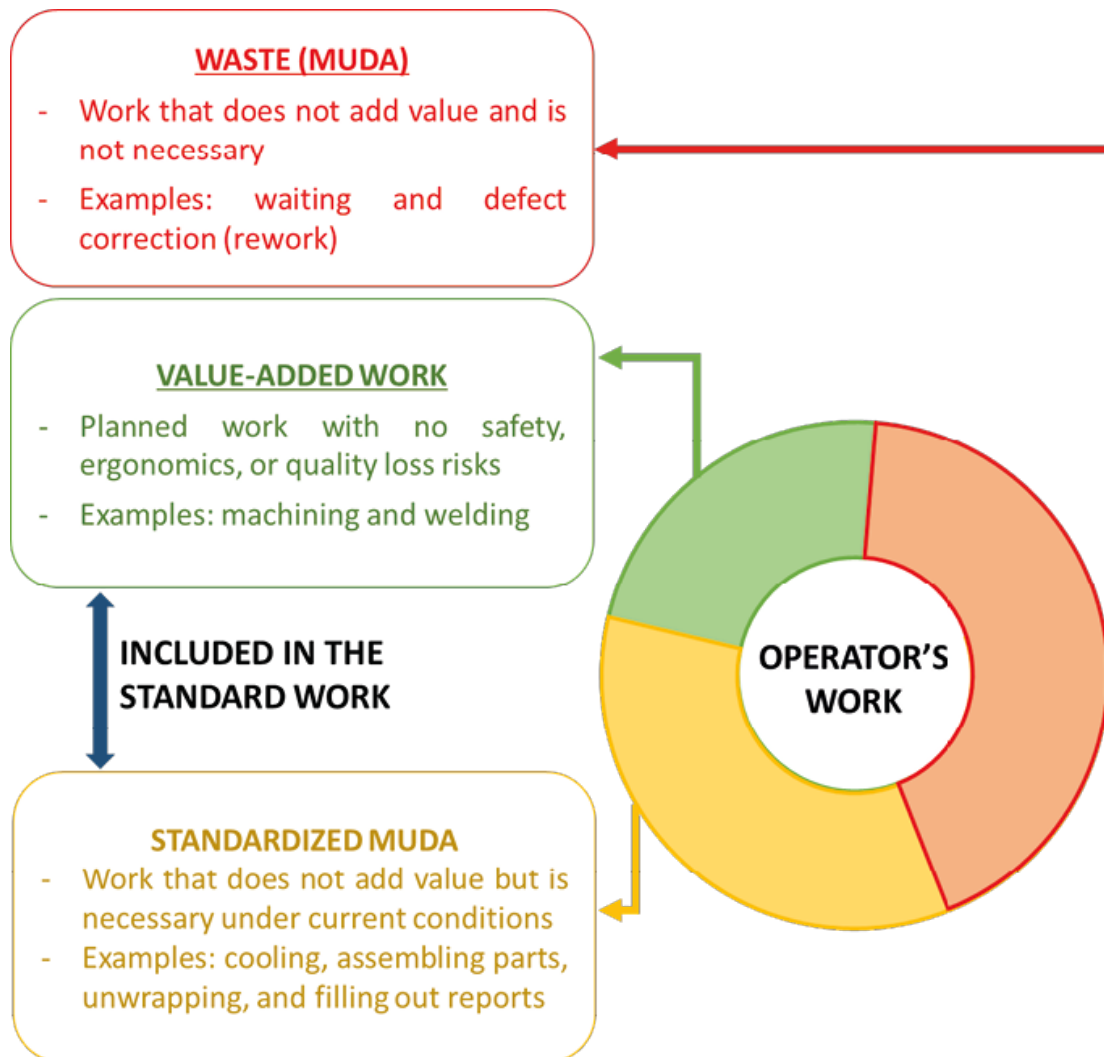 WASTE (MUDA)
- Work that does not add value and is
not necessary
- Examples: waiting and defect
correction (rework)
VALUE-ADDED WORK
- Planned work with no safety,
ergonomics, or quality loss risks
- Examples: machining and welding
INCLUDED IN THE
STANDARD WORK
OPERATOR'S
WORK
STANDARDIZED MUDA
- Work that does not add value but is
necessary under current conditions
- Examples: cooling, assembling parts,
unwrapping, and filling out reports